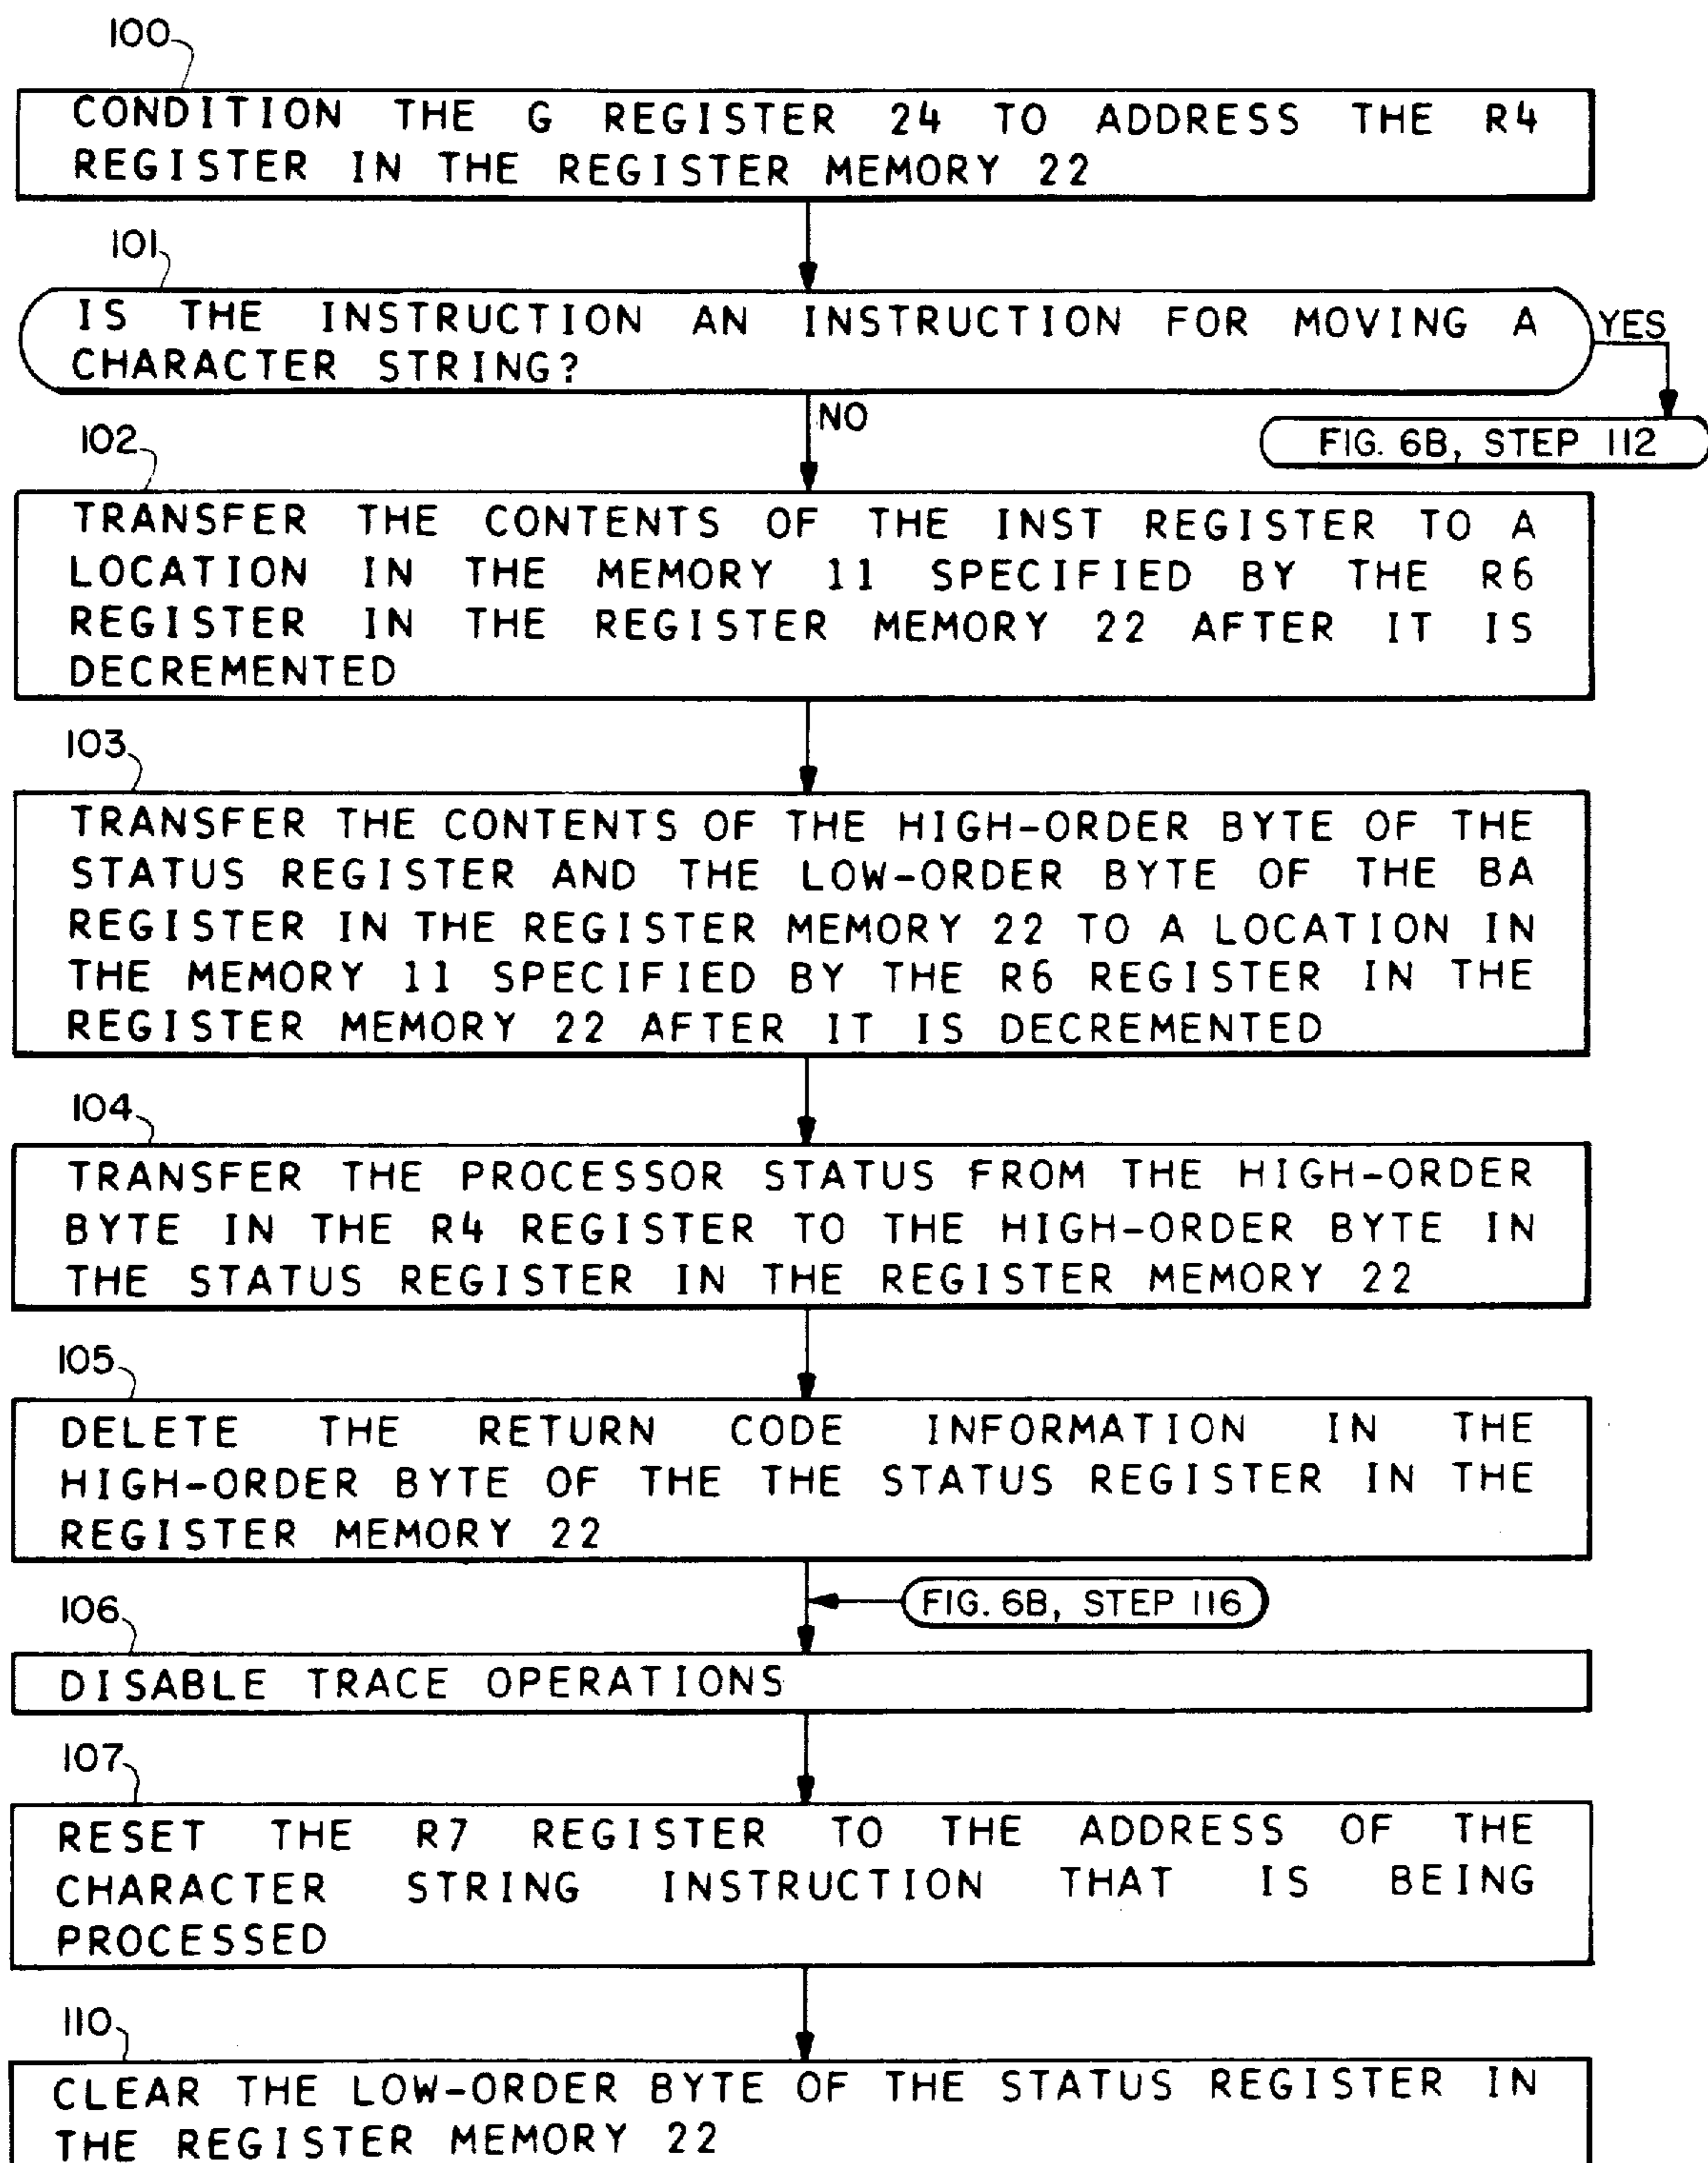 100
CONDITION THE G REGISTER 24 TO ADDRESS THE R4
REGISTER IN THE REGISTER MEMORY 22
101
IS THE INSTRUCTION AN INSTRUCTION FOR MOVING A
CHARACTER STRING?
YES
NO
FIG. 6B, STEP 112
102
TRANSFER THE CONTENTS OF THE INST REGISTER TO A
LOCATION IN THE MEMORY 11 SPECIFIED BY THE R6
REGISTER IN THE REGISTER MEMORY 22 AFTER IT IS
DECREMENTED
103
TRANSFER THE CONTENTS OF THE HIGH-ORDER BYTE OF THE
STATUS REGISTER AND THE LOW-ORDER BYTE OF THE BA
REGISTER IN THE REGISTER MEMORY 22 TO A LOCATION IN
THE MEMORY 11 SPECIFIED BY THE R6 REGISTER IN THE
REGISTER MEMORY 22 AFTER IT IS DECREMENTED
104
TRANSFER THE PROCESSOR STATUS FROM THE HIGH-ORDER
BYTE IN THE R4 REGISTER TO THE HIGH-ORDER BYTE IN
THE STATUS REGISTER IN THE REGISTER MEMORY 22
105
DELETE THE RETURN CODE INFORMATION IN THE
HIGH-ORDER BYTE OF THE THE STATUS REGISTER IN THE
REGISTER MEMORY 22
FIG. 6B, STEP 116
106
DISABLE TRACE OPERATIONS
107
RESET THE R7 REGISTER TO THE ADDRESS OF THE
CHARACTER STRING INSTRUCTION THAT IS BEING
PROCESSED
110
CLEAR THE LOW-ORDER BYTE OF THE STATUS REGISTER IN
THE REGISTER MEMORY 22